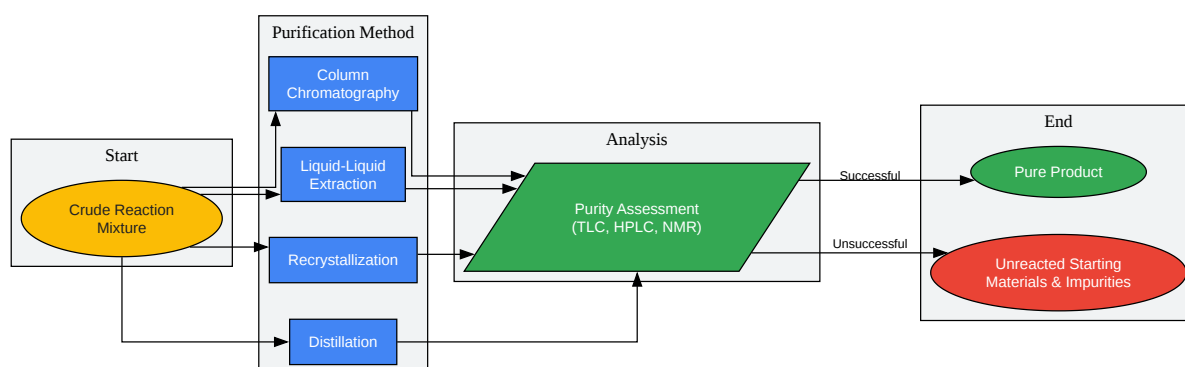 Start
Crude Reaction
Mixture
Purification Method
Column
Chromatography
Liquid-Liquid
Extraction
Recrystallization
Distillation
Analysis
Purity Assessment
(TLC, HPLC, NMR)
Successful
Unsuccessful
End
Pure Product
Unreacted Starting
Materials & Impurities